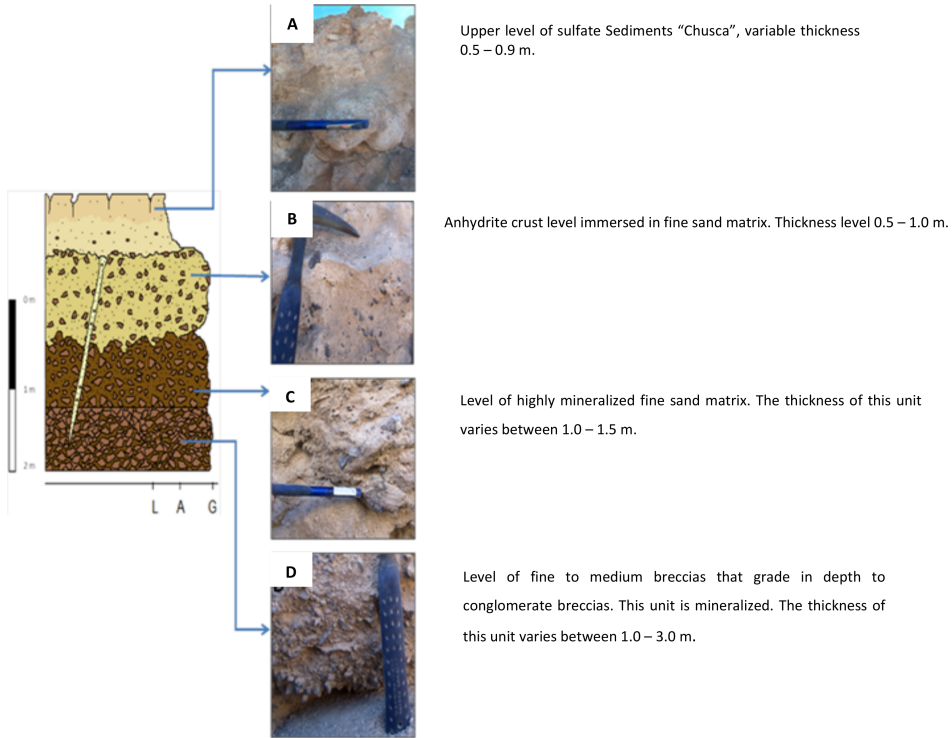 A
Upper level of sulfate Sediments “Chusca”, variable thickness
0.5 – 0.9 m.
B
Anhydrite crust level immersed in fine sand matrix. Thickness level 0.5 – 1.0 m.
0 m
1 m
2 m
L A G
C
Level of highly mineralized fine sand matrix. The thickness of this unit
varies between 1.0 – 1.5 m.
D
Level of fine to medium breccias that grade in depth to
conglomerate breccias. This unit is mineralized. The thickness of
this unit varies between 1.0 – 3.0 m.